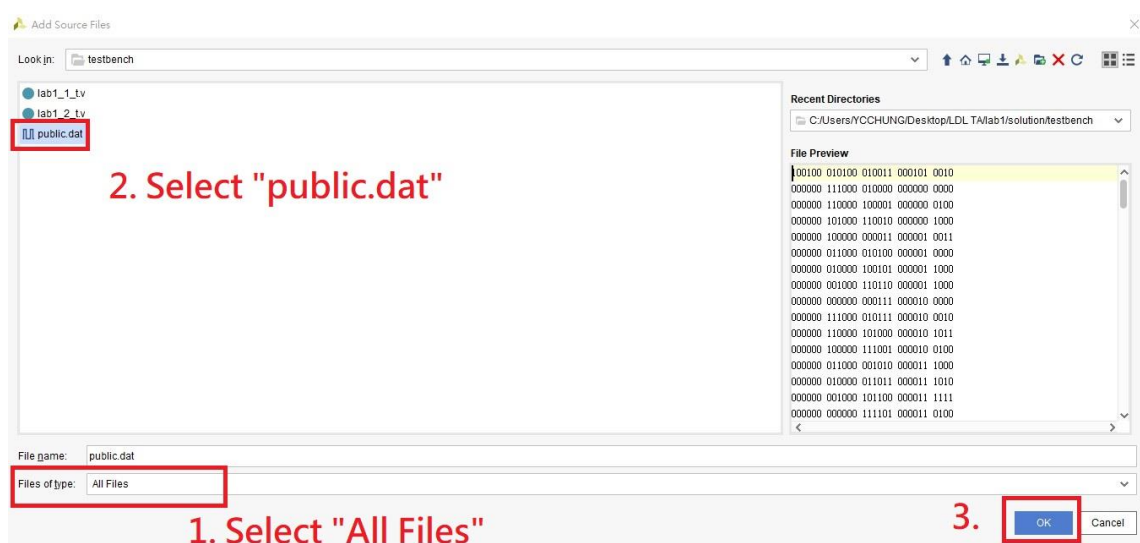 Add Source Files
Look in: testbench
lab1_1_t.v
lab1_2_t.v
public.dat
2. Select "public.dat"
Recent Directories
C:/Users/YCCHUNG/Desktop/LDL TA/lab1/solution/testbench
File Preview
100100 010100 010011 000101 0010
000000 111000 010000 000000 0000
000000 110000 100001 000000 0100
000000 101000 110010 000000 1000
000000 100000 000011 000001 0011
000000 011000 010100 000001 0000
000000 010000 100101 000001 1000
000000 001000 110110 000001 1000
000000 000000 000111 000010 0000
000000 111000 010111 000010 0010
000000 110000 101000 000010 1011
000000 100000 111001 000010 0100
000000 011000 001010 000011 1000
000000 010000 011011 000011 1010
000000 001000 101100 000011 1111
000000 000000 111101 000011 0100
File name: public.dat
Files of type: All Files
1. Select "All Files"
3.
OK
Cancel